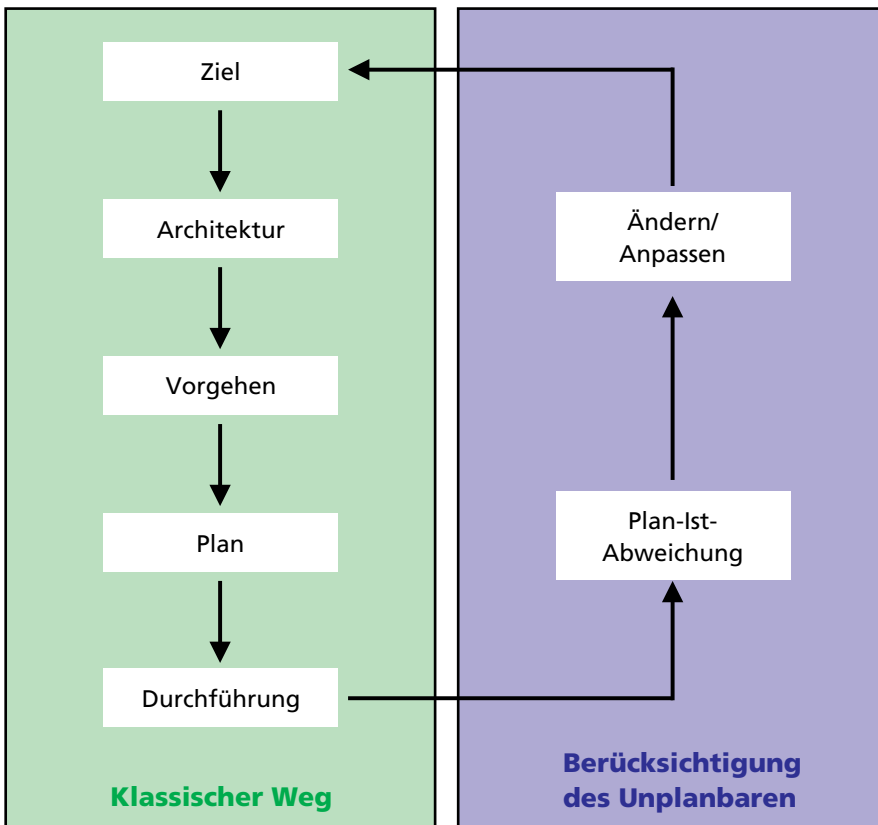 Ziel
Architektur
Vorgehen
Plan
Durchführung
Klassischer Weg
Ändern/
Anpassen
Plan-Ist-
Abweichung
Berücksichtigung
des Unplanbaren